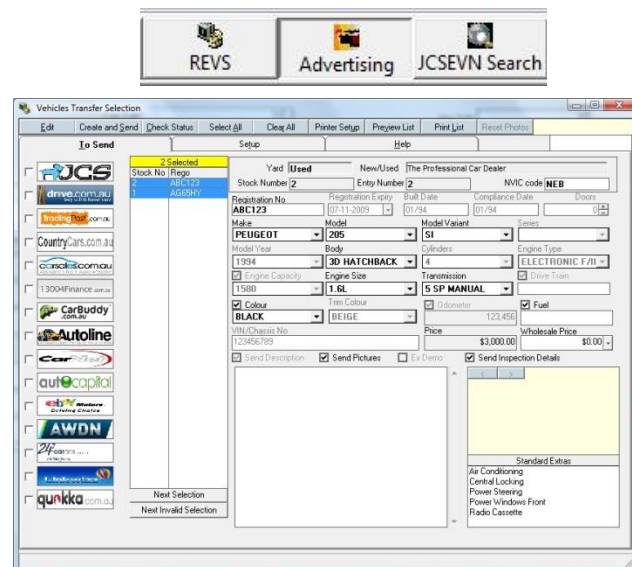 REVS Advertising JCSEVN Search
Vehicles Transfer Selection
Edit Create and Send Check Status Select All Clear All Printer Setup Preview List Print List Reset Photos
To Send Setup Help
2 Selected
Stock No Rego
2 ABC123
1 AG65HY
JCS
drive.com.au
TradingPost.com.au
CountryCars.com.au
carsales.com.au
13004Finance.com.au
CarBuddy
.com.au
Autoline
autocapital
ebay Motors
Driving Choice
AWDN
quokka.com.au
Next Selection
Next Invalid Selection
Yard Used New/Used The Professional Car Dealer
Stock Number 2 Entry Number 2 NVIC code NEB
Registration No Registration Expiry Built Date Compliance Date Doors
ABC123 07-11-2009 01/94 01/94 0
Make Model Model Variant Series
PEUGEOT 205 SI
Model Year Body Cylinders Engine Type
1994 3D HATCHBACK 4 ELECTRONIC F/II
Engine Capacity Engine Size Transmission Drive Train
1580 1.6L 5 SP MANUAL
Colour Trim Colour Odometer Fuel
BLACK BEIGE 123,456
VIN/Chassis No Price Wholesale Price
123456789 $3,000.00 $0.00
Send Description Send Pictures Ex Demo Send Inspection Details
< >
Standard Extras
Air Conditioning
Central Locking
Power Steering
Power Windows Front
Radio Cassette